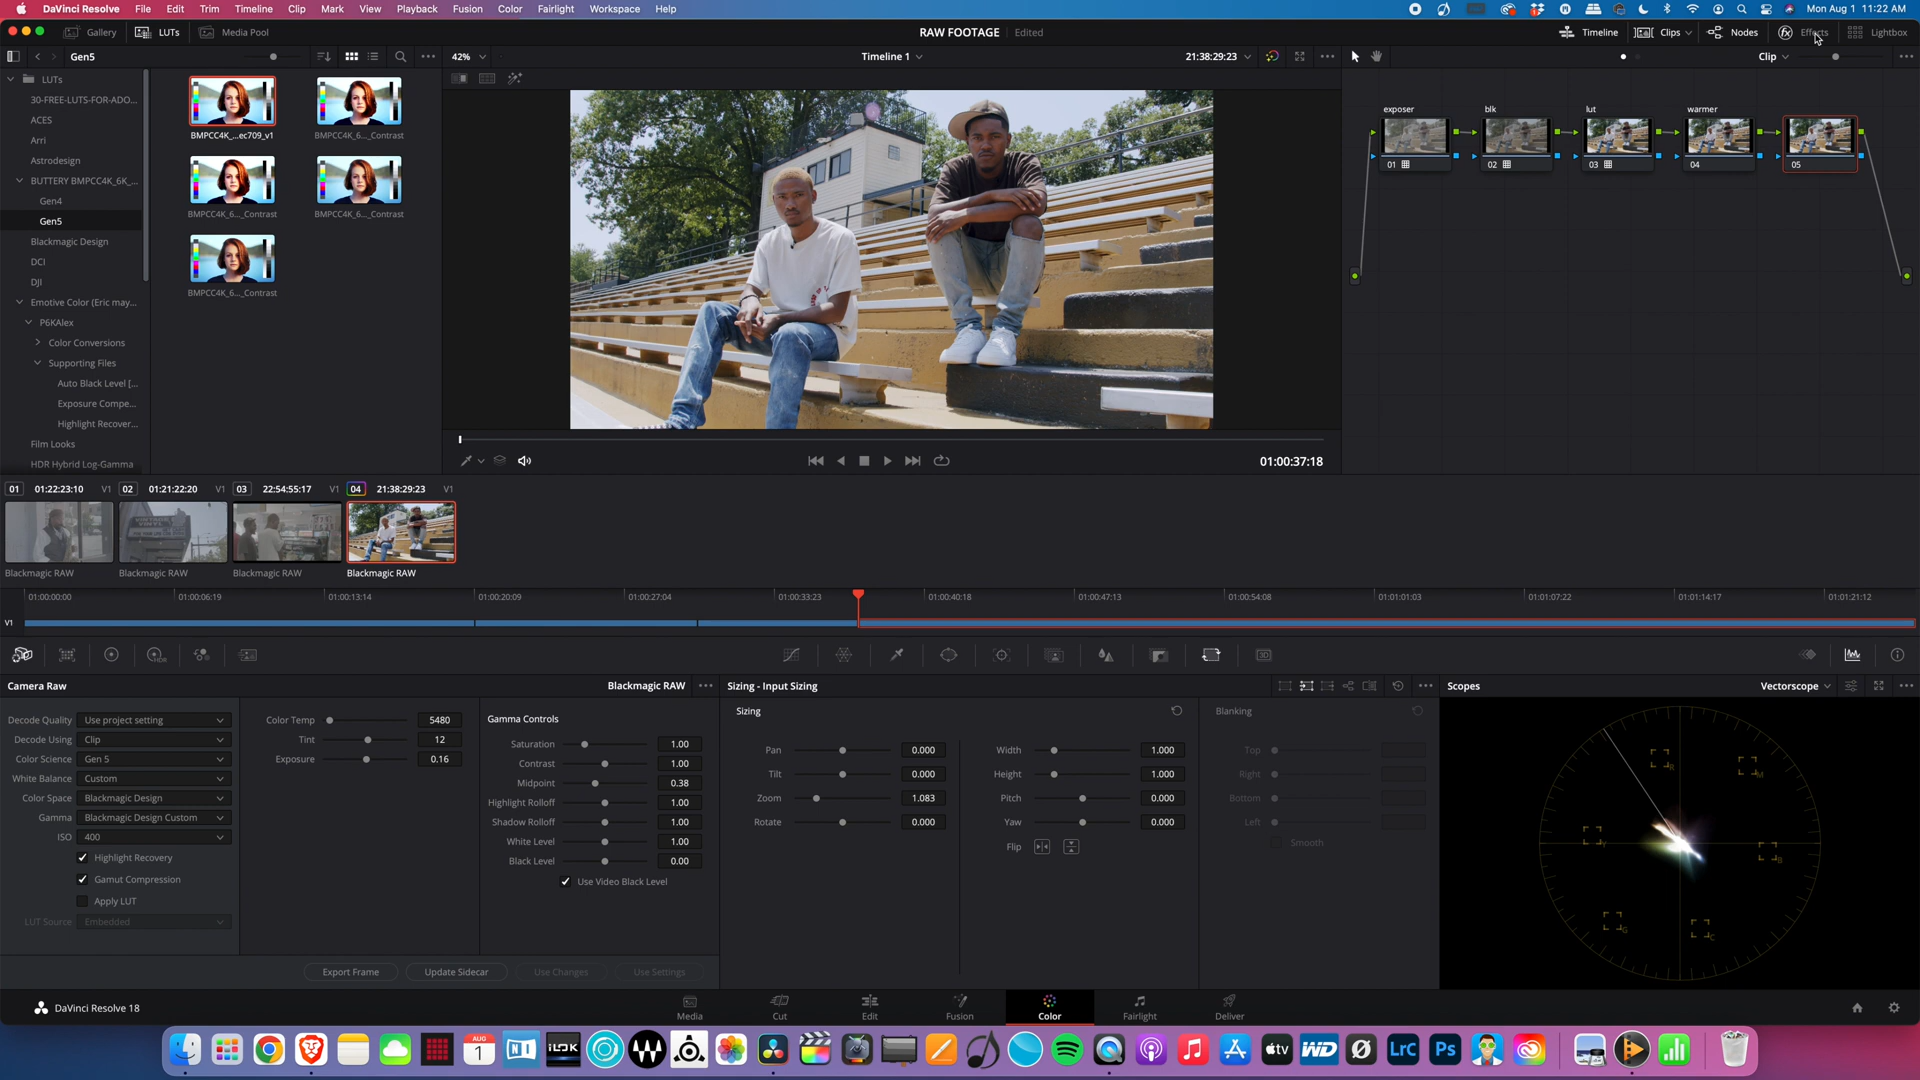 DaVinci Resolve File Edit Trim Timeline Clip Mark View Playback Fusion Color Fairlight Workspace Help
Mon Aug 1 11:22 AM
Gallery LUTs Media Pool
RAW FOOTAGE Edited
Timeline Clips Nodes Effects Lightbox
Gen5
42% Timeline 1 21:38:29:23
Clip
LUTs
30-FREE-LUTS-FOR-ADO...
ACES
Arri
Astrodesign
BUTTERY BMPCC4K_6K_...
Gen4
Gen5
Blackmagic Design
DCI
DJI
Emotive Color (Eric may...
P6KAlex
Color Conversions
Supporting Files
Auto Black Level [...
Exposure Compe...
Highlight Recover...
Film Looks
HDR Hybrid Log-Gamma
BMPCC4K_...ec709_v1
BMPCC4K_6..._Contrast
BMPCC4K_6..._Contrast
BMPCC4K_6..._Contrast
BMPCC4K_6..._Contrast
exposer blk lut warmer
01 02 03 04 05
01:00:37:18
01 01:22:23:10 V1 02 01:21:22:20 V1 03 22:54:55:17 V1 04 21:38:29:23 V1
Blackmagic RAW Blackmagic RAW Blackmagic RAW Blackmagic RAW
01:00:00:00 01:00:06:19 01:00:13:14 01:00:20:09 01:00:27:04 01:00:33:23 01:00:40:18 01:00:47:13 01:00:54:08 01:01:01:03 01:01:07:22 01:01:14:17 01:01:21:12
V1
Camera Raw Blackmagic RAW
Decode Quality Use project setting
Decode Using Clip
Color Science Gen 5
White Balance Custom
Color Space Blackmagic Design
Gamma Blackmagic Design Custom
ISO 400
Highlight Recovery
Gamut Compression
Apply LUT
LUT Source Embedded
Color Temp 5480
Tint 12
Exposure 0.16
Gamma Controls
Saturation 1.00
Contrast 1.00
Midpoint 0.38
Highlight Rolloff 1.00
Shadow Rolloff 1.00
White Level 1.00
Black Level 0.00
Use Video Black Level
Export Frame Update Sidecar Use Changes Use Settings
Sizing - Input Sizing
Sizing
Pan 0.000
Tilt 0.000
Zoom 1.083
Rotate 0.000
Width 1.000
Height 1.000
Pitch 0.000
Yaw 0.000
Flip
Blanking
Top
Right
Bottom
Left
Smooth
Scopes Vectorscope
R M
Y B
G C
DaVinci Resolve 18
Media Cut Edit Fusion Color Fairlight Deliver
AUG
1
NI iLOK tv WD LrC Ps